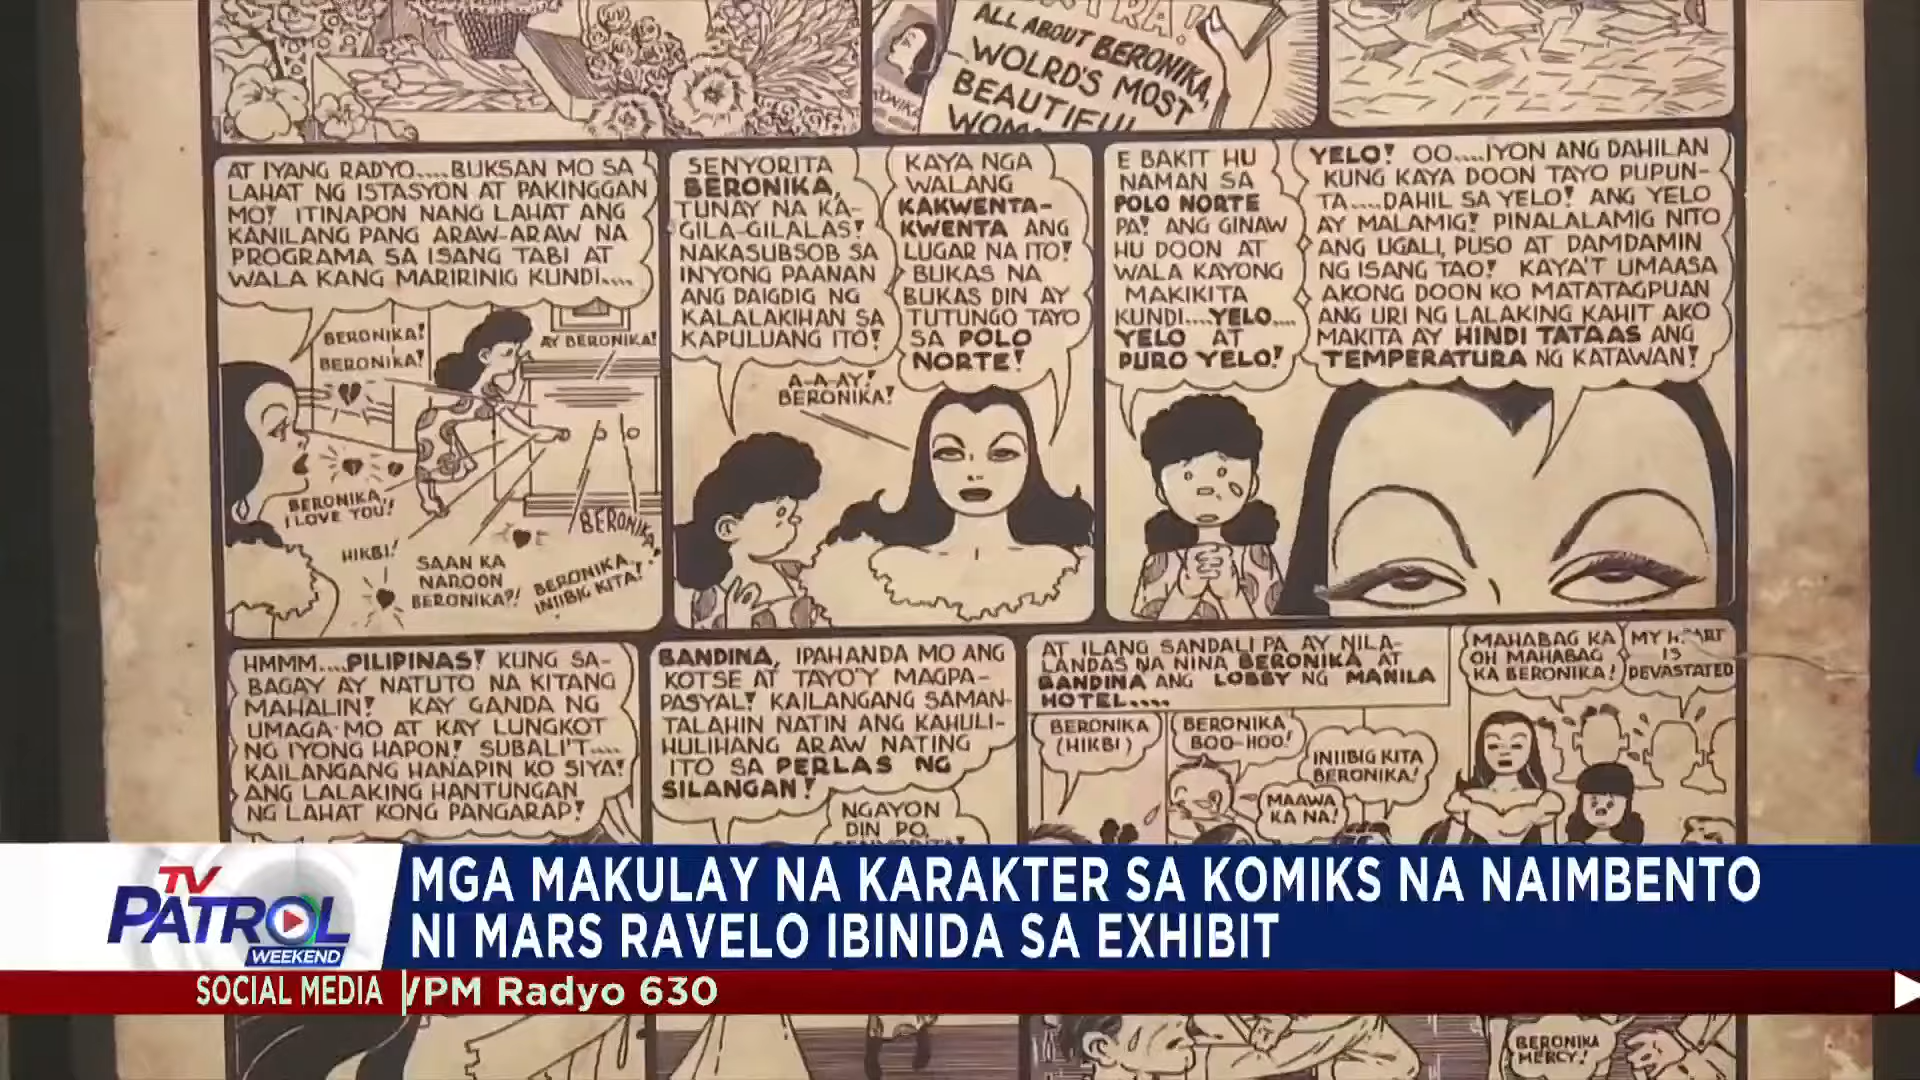 ALL ABOUT BERONIKA,
WOLRD'S MOST
BEAUTIFUL
AT IYANG RADYO....BUKSAN MO SA
LAHAT NG ISTASYON AT PAKINGGAN
MO! ITINAPON NANG LAHAT ANG
KANILANG PANG ARAW-ARAW NA
PROGRAMA SA ISANG TABI AT
WALA KANG MARIRINIG KUNDI....
BERONIKA!
BERONIKA!
AY BERONIKA!
BERONIKA,
I LOVE YOU!
HIKBI!
SAAN KA
NAROON
BERONIKA?!
BERONIKA
BERONIKA,
INIIBIG KITA!
SENYORITA
BERONIKA,
TUNAY NA KA-
GILA-GILALAS!
NAKASUBSOB SA
INYONG PAANAN
ANG DAIGDIG NG
KALALAKIHAN SA
KAPULUANG ITO!
KAYA NGA
WALANG
KAKWENTA-
KWENTA ANG
LUGAR NA ITO!
BUKAS NA
BUKAS DIN AY
TUTUNGO TAYO
SA POLO
NORTE!
A-A-AY!
BERONIKA!
E BAKIT HU
NAMAN SA
POLO NORTE
PA! ANG GINAW
HU DOON AT
WALA KAYONG
MAKIKITA
KUNDI....YELO....
YELO AT
PURO YELO!
YELO! OO....IYON ANG DAHILAN
KUNG KAYA DOON TAYO PUPUN-
TA....DAHIL SA YELO! ANG YELO
AY MALAMIG! PINALALAMIG NITO
ANG UGALI, PUSO AT DAMDAMIN
NG ISANG TAO! KAYA'T UMAASA
AKONG DOON KO MATATAGPUAN
ANG URI NG LALAKING KAHIT AKO
MAKITA AY HINDI TATAAS ANG
TEMPERATURA NG KATAWAN!
HMMM....PILIPINAS! KUNG SA-
BAGAY AY NATUTO NA KITANG
MAHALIN! KAY GANDA NG
UMAGA MO AT KAY LUNGKOT
NG IYONG HAPON! SUBALI'T....
KAILANGANG HANAPIN KO SIYA!
ANG LALAKING HANTUNGAN
NG LAHAT KONG PANGARAP!
BANDINA, IPAHANDA MO ANG
KOTSE AT TAYO'Y MAGPA-
PASYAL! KAILANGANG SAMAN-
TALAHIN NATIN ANG KAHULI-
HULIHANG ARAW NATING
ITO SA PERLAS NG
SILANGAN!
NGAYON
DIN PO,
AT ILANG SANDALI PA AY NILA-
LANDAS NA NINA BERONIKA AT
BANDINA ANG LOBBY NG MANILA
HOTEL....
BERONIKA
(HIKBI)
BERONIKA
BOO-HOO!
INIIBIG KITA
BERONIKA!
MAAWA
KA NA!
MAHABAG KA
OH MAHABAG
KA BERONIKA!
MY HEART
IS
DEVASTATED
TV
PATROL
WEEKEND
MGA MAKULAY NA KARAKTER SA KOMIKS NA NAIMBENTO
NI MARS RAVELO IBINIDA SA EXHIBIT
SOCIAL MEDIA
PM Radyo 630
BERONIKA
MERCY!